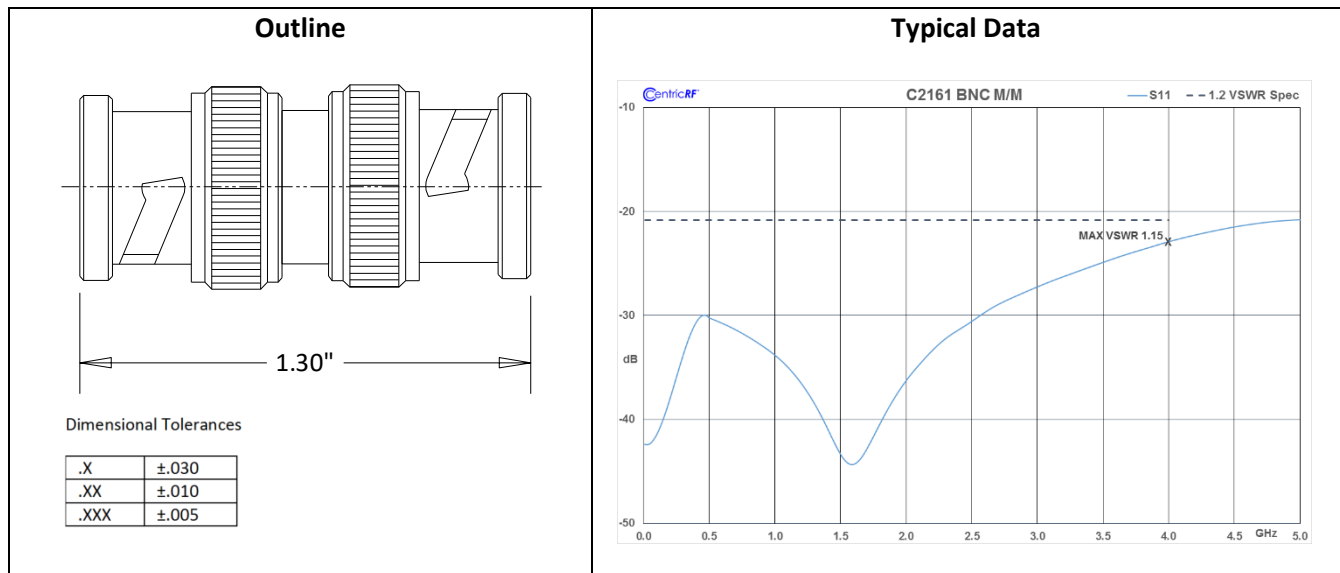 Outline
1.30"
Dimensional Tolerances
.X ±.030
.XX ±.010
.XXX ±.005
Typical Data
CentricRF™ C2161 BNC M/M S11 1.2 VSWR Spec
-10
-20
MAX VSWR 1.15 X
-30
dB
-40
-50
0.0 0.5 1.0 1.5 2.0 2.5 3.0 3.5 4.0 4.5 GHz 5.0